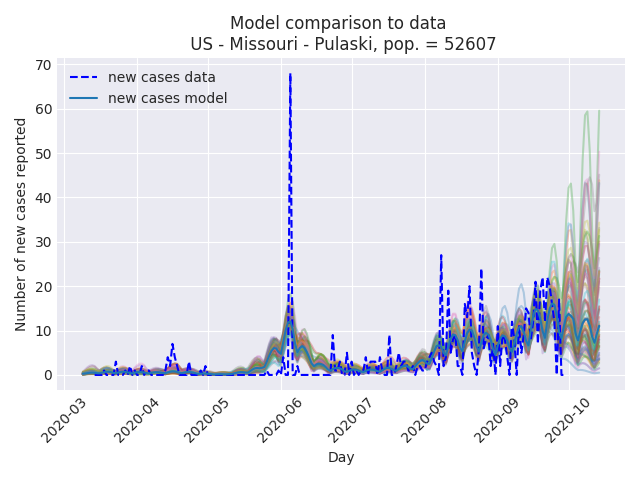 Model comparison to data
US - Missouri - Pulaski, pop. = 52607
new cases data
new cases model
Number of new cases reported
70
60
50
40
30
20
10
0
2020-03
2020-04
2020-05
2020-06
2020-07
2020-08
2020-09
2020-10
Day